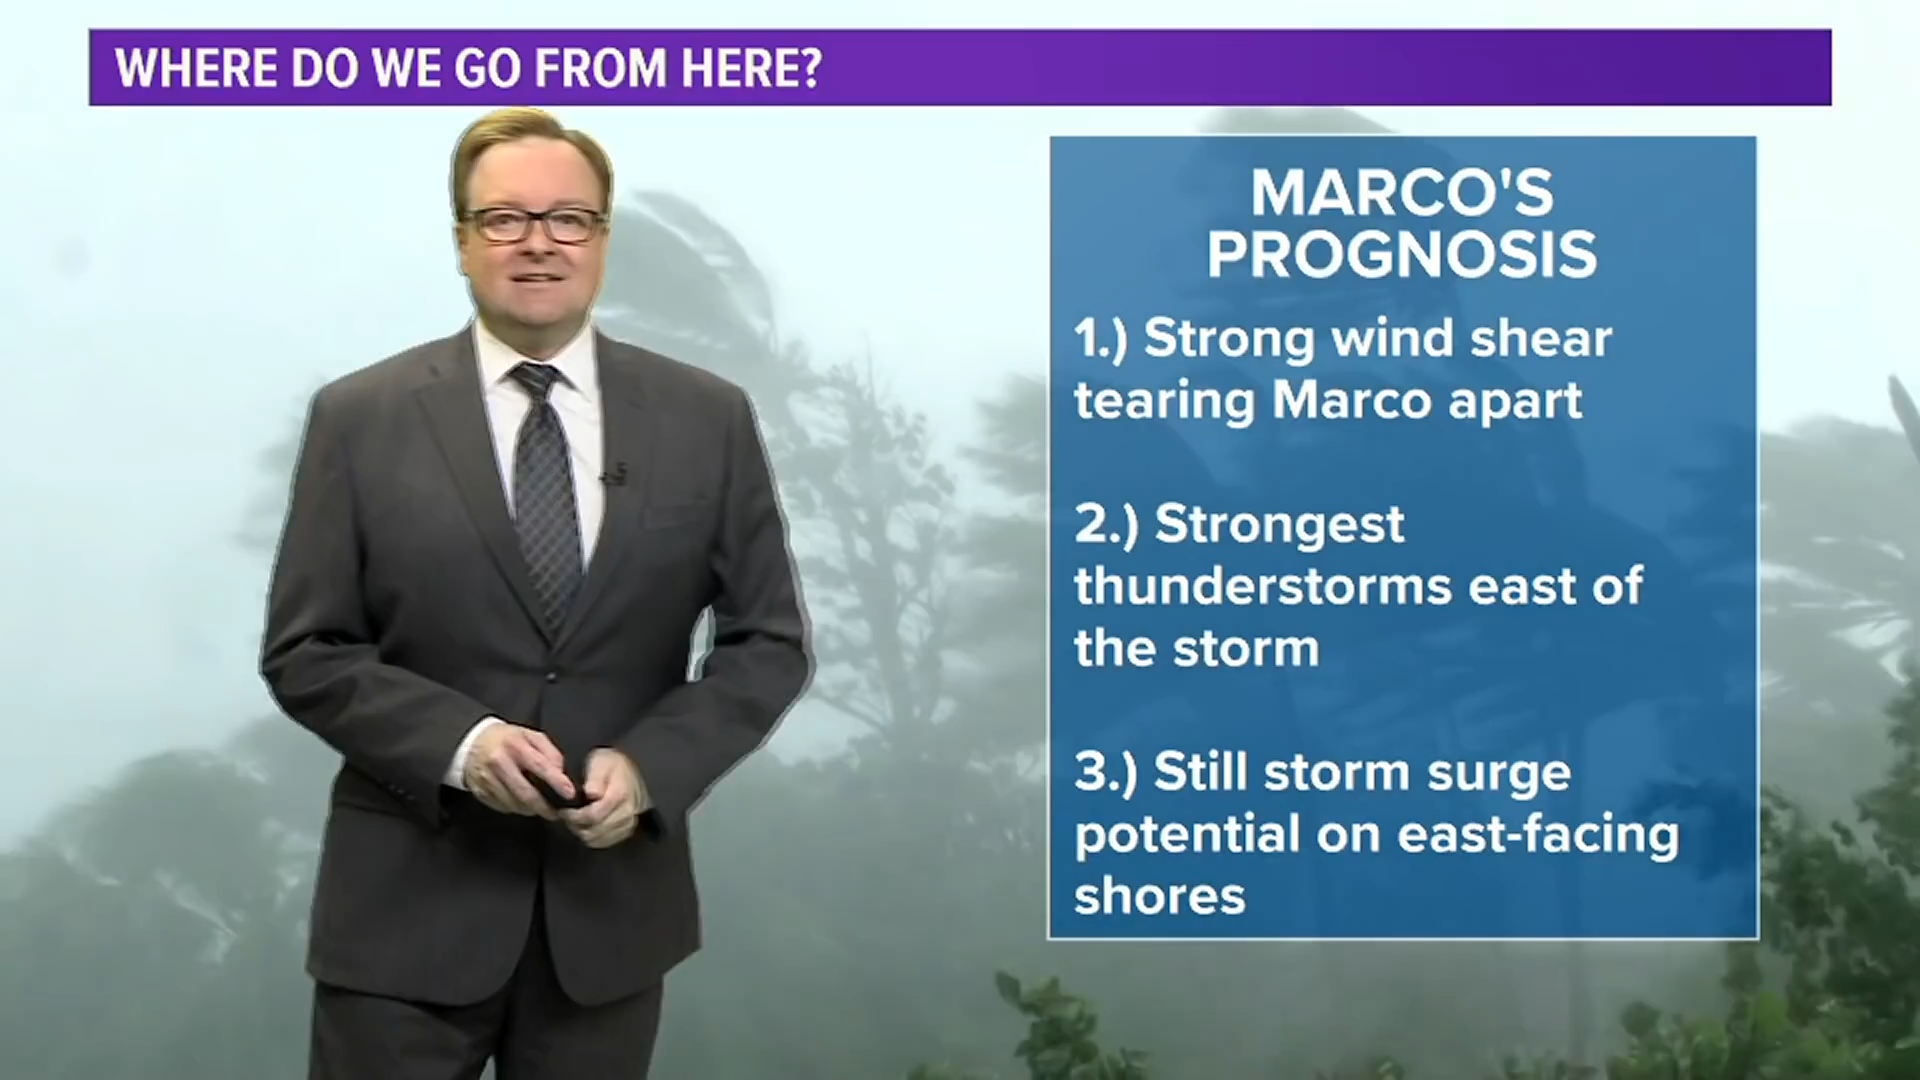 WHERE DO WE GO FROM HERE?
MARCO'S
PROGNOSIS
1.) Strong wind shear
tearing Marco apart
2.) Strongest
thunderstorms east of
the storm
3.) Still storm surge
potential on east-facing
shores